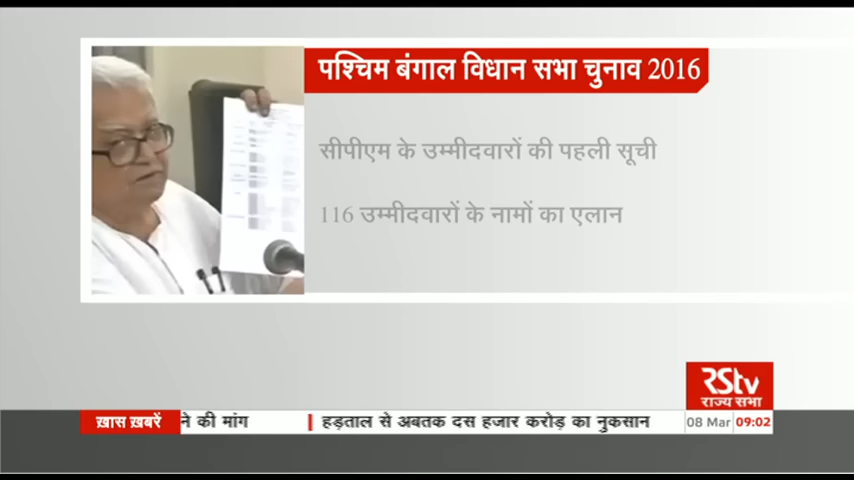 पश्चिम बंगाल विधान सभा चुनाव 2016
सीपीएम के उम्मीदवारों की पहली सूची
116 उम्मीदवारों के नामों का एलान
RStv
राज्य सभा
ख़ास ख़बरें ने की मांग हड़ताल से अबतक दस हजार करोड़ का नुकसान 08 Mar 09:02